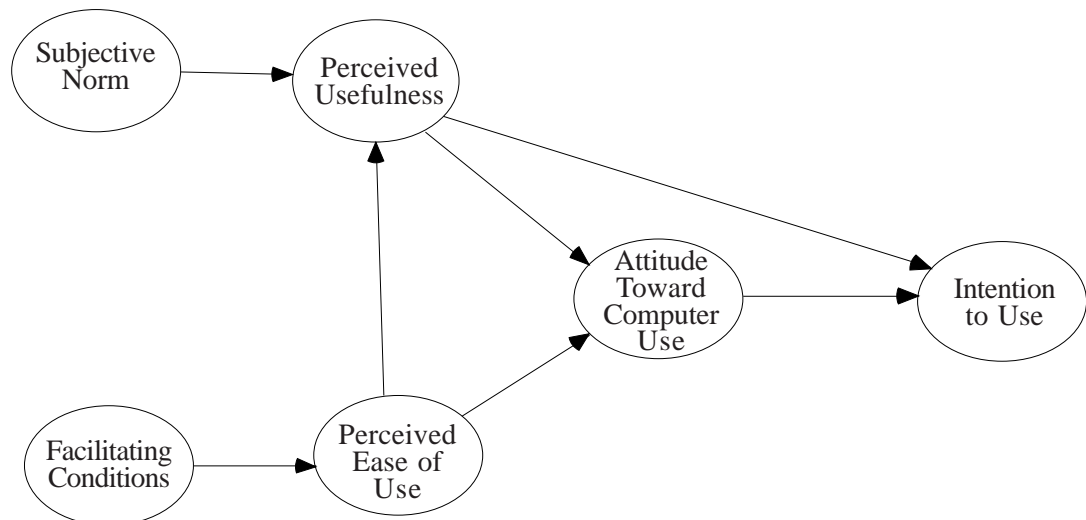 Subjective
Norm
Perceived
Usefulness
Attitude
Toward
Computer
Use
Intention
to Use
Facilitating
Conditions
Perceived
Ease of
Use